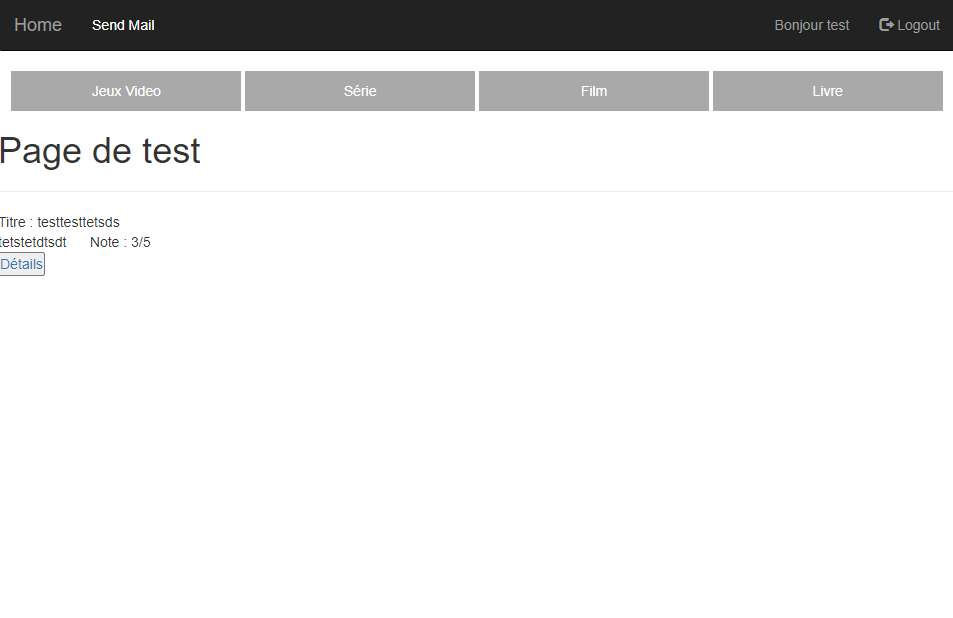 Home Send Mail Bonjour test Logout
Jeux Video Série Film Livre
Page de test
Titre : testtesttetsds
tetstetdtsdt Note : 3/5
Détails